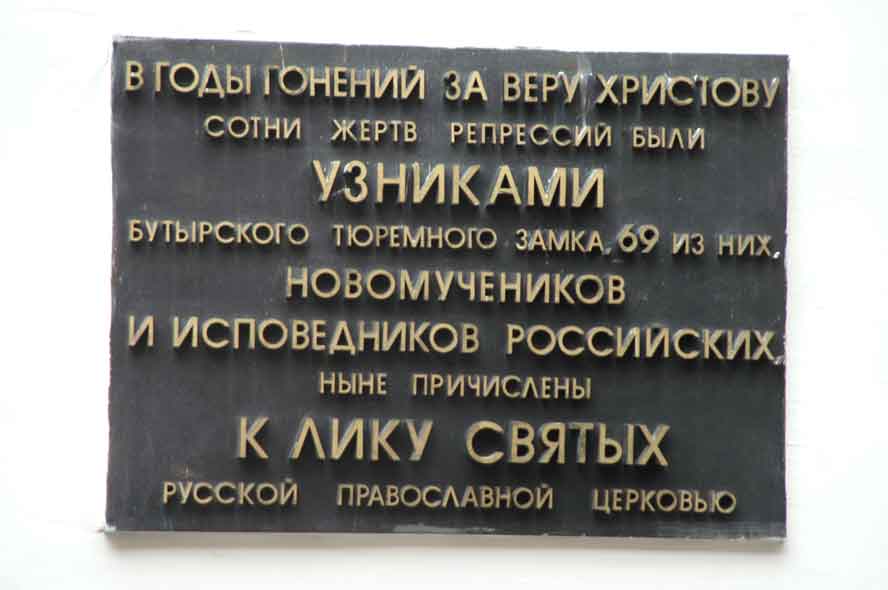 В ГОДЫ ГОНЕНИЙ ЗА ВЕРУ ХРИСТОВУ
СОТНИ ЖЕРТВ РЕПРЕССИЙ БЫЛИ
УЗНИКАМИ
БУТЫРСКОГО ТЮРЕМНОГО ЗАМКА, 69 ИЗ НИХ,
НОВОМУЧЕНИКОВ
И ИСПОВЕДНИКОВ РОССИЙСКИХ,
НЫНЕ ПРИЧИСЛЕНЫ
К ЛИКУ СВЯТЫХ
РУССКОЙ ПРАВОСЛАВНОЙ ЦЕРКОВЬЮ